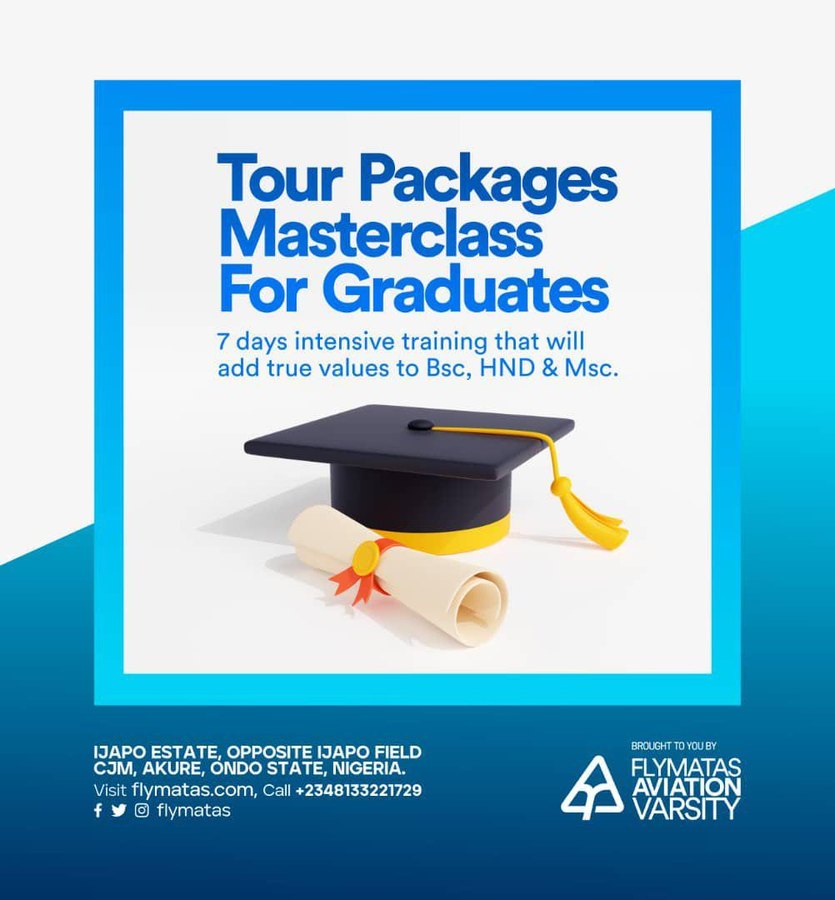 Tour Packages
Masterclass
For Graduates
7 days intensive training that will
add true values to Bsc, HND & Msc.
IJAPO ESTATE, OPPOSITE IJAPO FIELD
CJM, AKURE, ONDO STATE, NIGERIA.
Visit flymatas.com, Call +2348133221729
flymatas
BROUGHT TO YOU BY
FLYMATAS
AVIATION
VARSITY